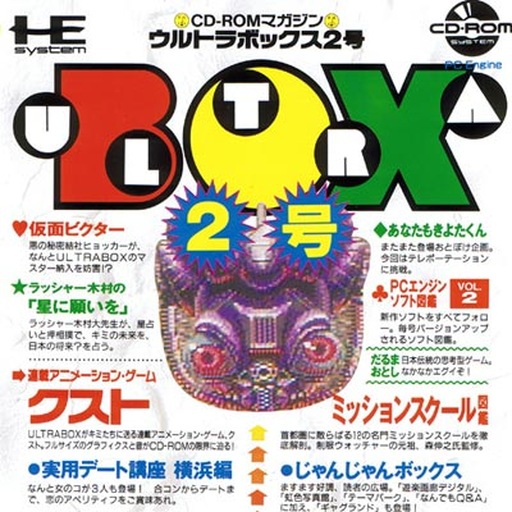 HE
system
CD-ROMマガジン
ウルトラボックス2号
CD-ROM
SYSTEM
PC Engine
ULTRA
BOX
2号
♥仮面ビクター
悪の秘密結社ヒョッカーが、
なんとULTRABOXのマ
スター納入を妨害!?
★ラッシャー木村の
「星に願いを」
ラッシャー木村大先生が、星占
いと押相撲で、キミの未来を、
日本の将来?を占う。
➡連載アニメーション・ゲーム
クスト
ULTRABOXがキミたちに送る連載アニメーション・ゲーム、ク
スト。フルサイズのグラフィクスと音がCD-ROMの限界に迫る!
●実用デート講座 横浜編
なんと女のコが3人も登場! 合コンからデートま
で、恋のアペリティフをご賞味あれ。
◆あなたもきよたくん
またまた登場おとぼけ企画。
今回はテレポーテーション
に挑戦。
♣PCエンジン
ソフト図鑑
VOL.
2
新作ソフトをすべてフォロ
ー。毎号バージョンアップ
されるソフト図鑑。
だるま
おとし
日本伝統の思考型ゲーム。
なかなかエグイぞ!
ミッションスクール図鑑
首都圏に散らばる12の名門ミッションスクールを徹
底解剖。制服ウォッチャーの元祖、森伸之氏監修。
●じゃんじゃんボックス
ますます好調、読者の広場。「遊楽画廊デジタル」、
「虹色写真館」、「テーマパーク」、「なんでもQ&A」
に加え、「ギャグランド」も登場!